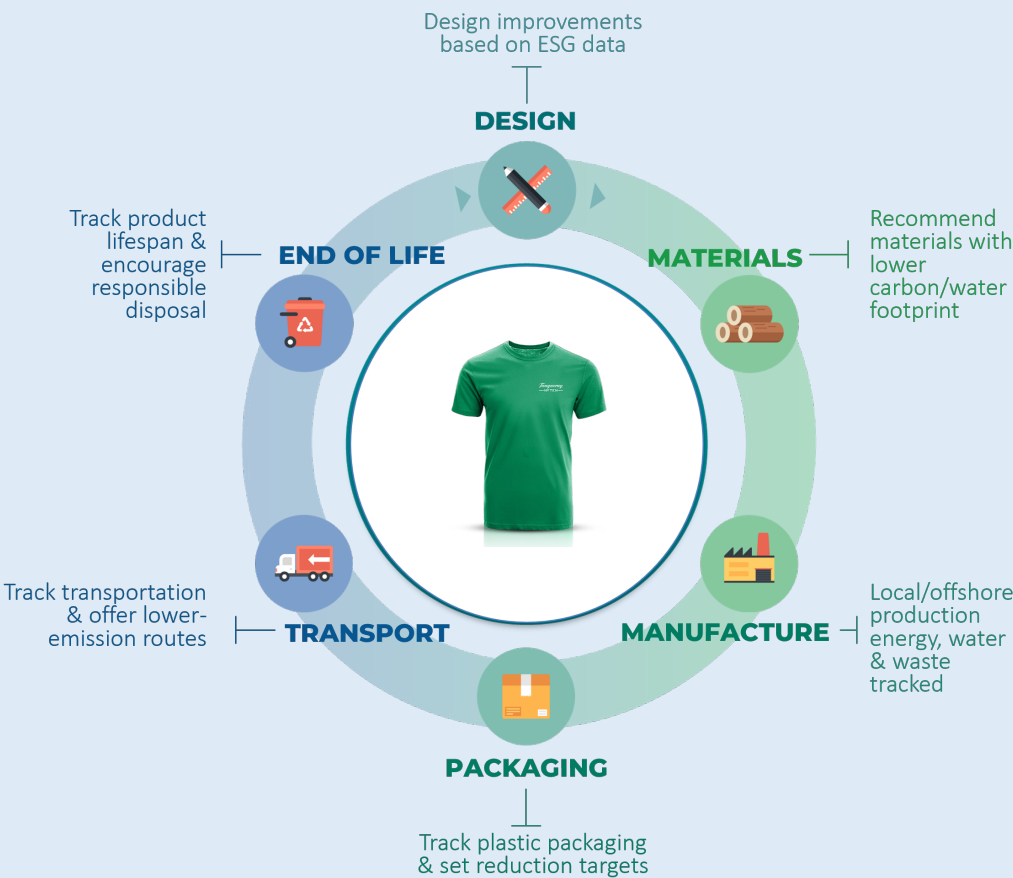 Design improvements
based on ESG data
DESIGN
Track product
lifespan &
encourage
responsible
disposal
END OF LIFE
MATERIALS
Recommend
materials with
lower
carbon/water
footprint
Track transportation
& offer lower-
emission routes
TRANSPORT
MANUFACTURE
Local/offshore
production
energy, water
& waste
tracked
PACKAGING
Track plastic packaging
& set reduction targets